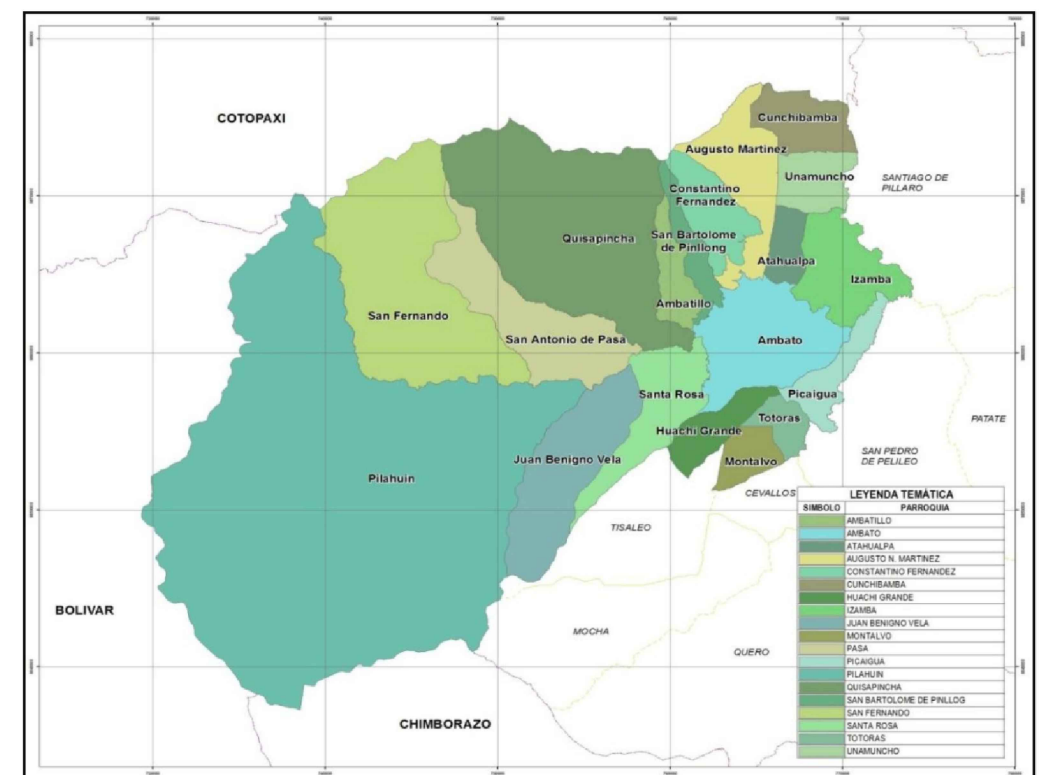 COTOPAXI
Cunchibamba
Augusto Martinez
Unamuncho
SANTIAGO DE
PILLARO
Constantino
Fernandez
San Bartolome
de Pinllong
Quisapincha
Atahualpa
Izamba
Ambatillo
San Fernando
San Antonio de Pasa
Ambato
Santa Rosa
Picaigua
Totoras
Huachi Grande
PATATE
Juan Benigno Vela
Montalvo
SAN PEDRO
DE PELILEO
Pilahuin
CEVALLOS
TISALEO
BOLIVAR
MOCHA
QUERO
CHIMBORAZO
LEYENDA TEMÁTICA
SIMBOLO PARROQUIA
AMBATILLO
AMBATO
ATAHUALPA
AUGUSTO N. MARTINEZ
CONSTANTINO FERNANDEZ
CUNCHIBAMBA
HUACHI GRANDE
IZAMBA
JUAN BENIGNO VELA
MONTALVO
PASA
PICAIGUA
PILAHUIN
QUISAPINCHA
SAN BARTOLOME DE PINLLOG
SAN FERNANDO
SANTA ROSA
TOTORAS
UNAMUNCHO